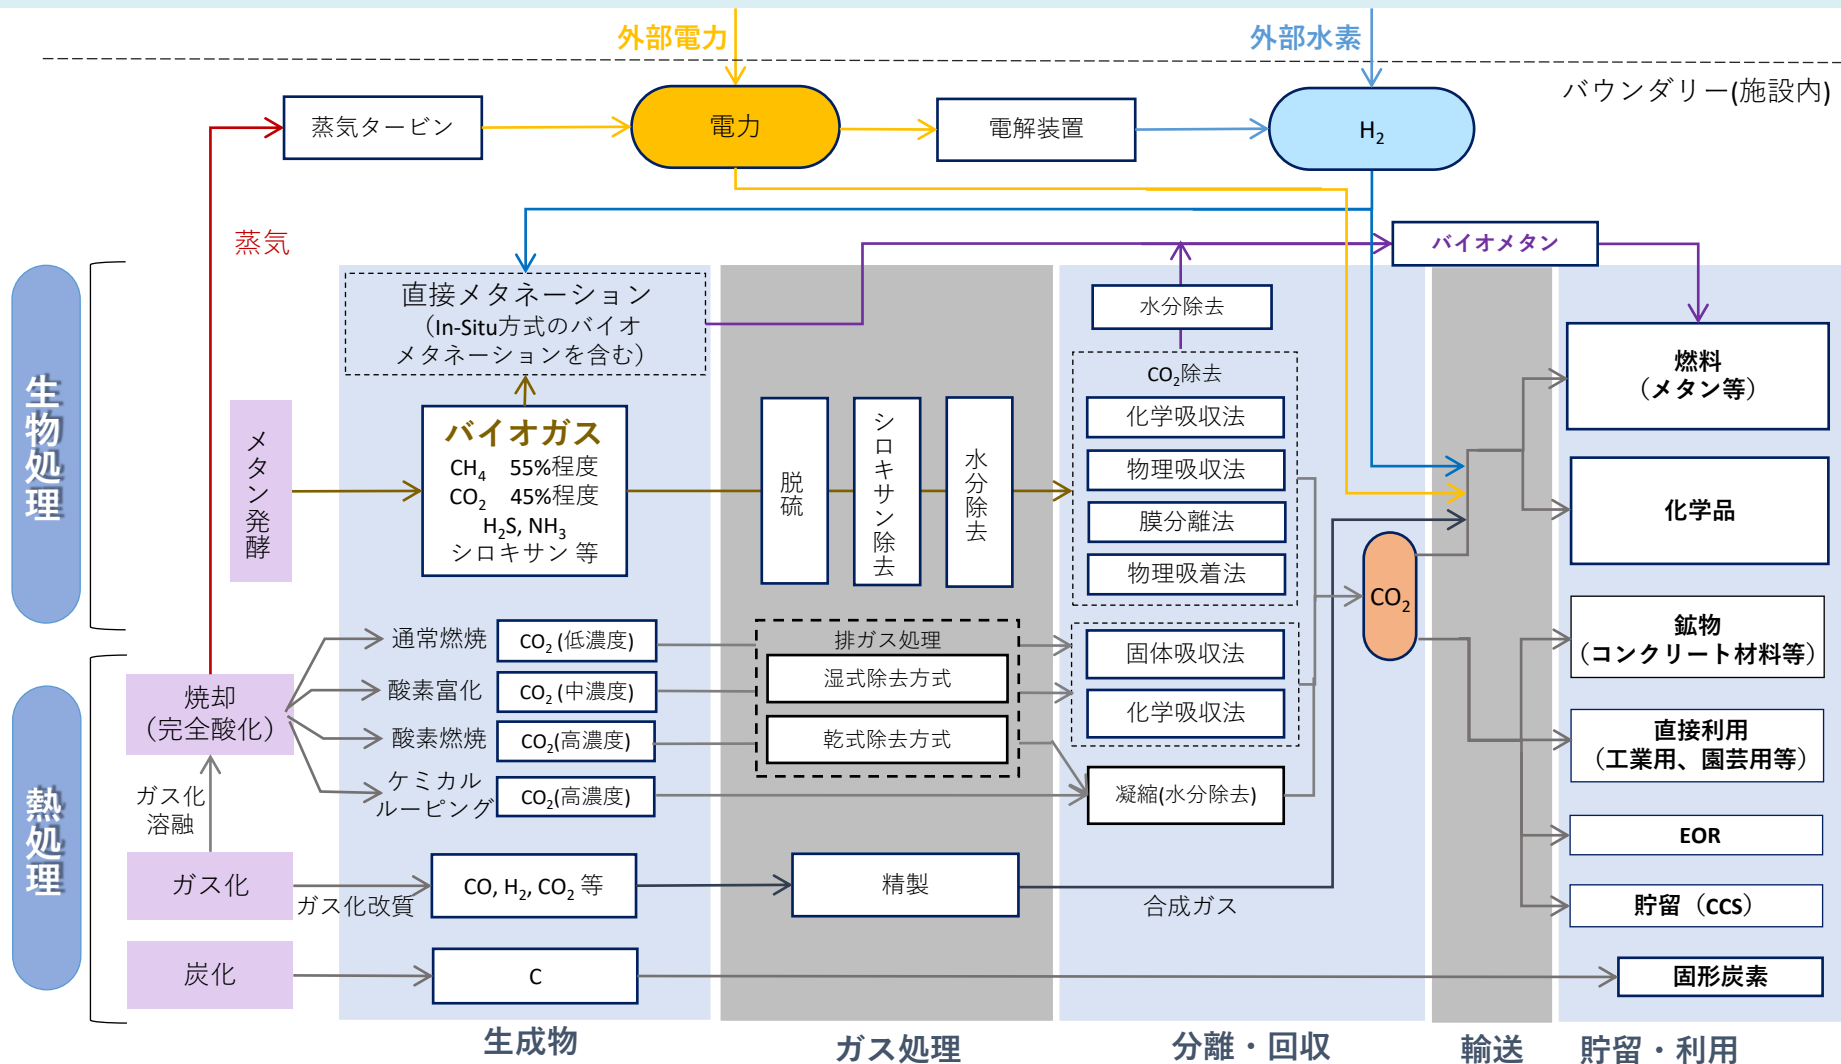 外部電力
外部水素
バウンダリー(施設内)
蒸気タービン
電力
電解装置
H₂
蒸気
バイオメタン
生物処理
直接メタネーション
（In-Situ方式のバイオ
メタネーションを含む）
水分除去
メタン発酵
バイオガス
CH₄ 55%程度
CO₂ 45%程度
H₂S, NH₃
シロキサン 等
脱硫
シロキサン除去
水分除去
CO₂除去
化学吸収法
物理吸収法
膜分離法
物理吸着法
CO₂
燃料
（メタン等）
化学品
鉱物
（コンクリート材料等）
直接利用
（工業用、園芸用等）
EOR
貯留（CCS）
固形炭素
熱処理
焼却
（完全酸化）
通常燃焼
CO₂ (低濃度)
酸素富化
CO₂ (中濃度)
酸素燃焼
CO₂(高濃度)
ケミカル
ルーピング
CO₂(高濃度)
排ガス処理
湿式除去方式
乾式除去方式
固体吸収法
化学吸収法
凝縮(水分除去)
ガス化
溶融
ガス化
ガス化改質
CO, H₂, CO₂ 等
精製
合成ガス
炭化
C
生成物
ガス処理
分離・回収
輸送
貯留・利用